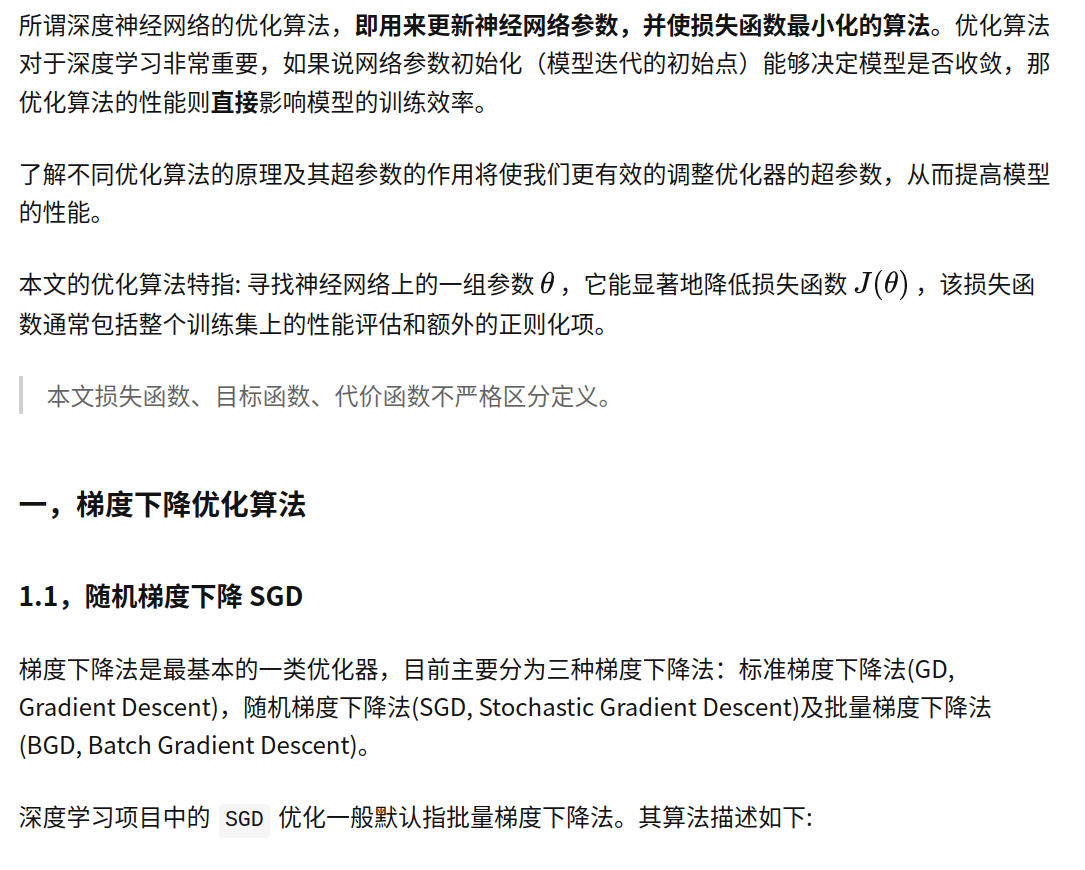 所谓深度神经网络的优化算法，即用来更新神经网络参数，并使损失函数最小化的算法。优化算法
对于深度学习非常重要，如果说网络参数初始化（模型迭代的初始点）能够决定模型是否收敛，那
优化算法的性能则直接影响模型的训练效率。
了解不同优化算法的原理及其超参数的作用将使我们更有效的调整优化器的超参数，从而提高模型
的性能。
本文的优化算法特指: 寻找神经网络上的一组参数 θ ，它能显著地降低损失函数 J(θ) ，该损失函
数通常包括整个训练集上的性能评估和额外的正则化项。
本文损失函数、目标函数、代价函数不严格区分定义。
一，梯度下降优化算法
1.1，随机梯度下降 SGD
梯度下降法是最基本的一类优化器，目前主要分为三种梯度下降法：标准梯度下降法(GD,
Gradient Descent)，随机梯度下降法(SGD, Stochastic Gradient Descent)及批量梯度下降法
(BGD, Batch Gradient Descent)。
深度学习项目中的 SGD 优化一般默认指批量梯度下降法。其算法描述如下: